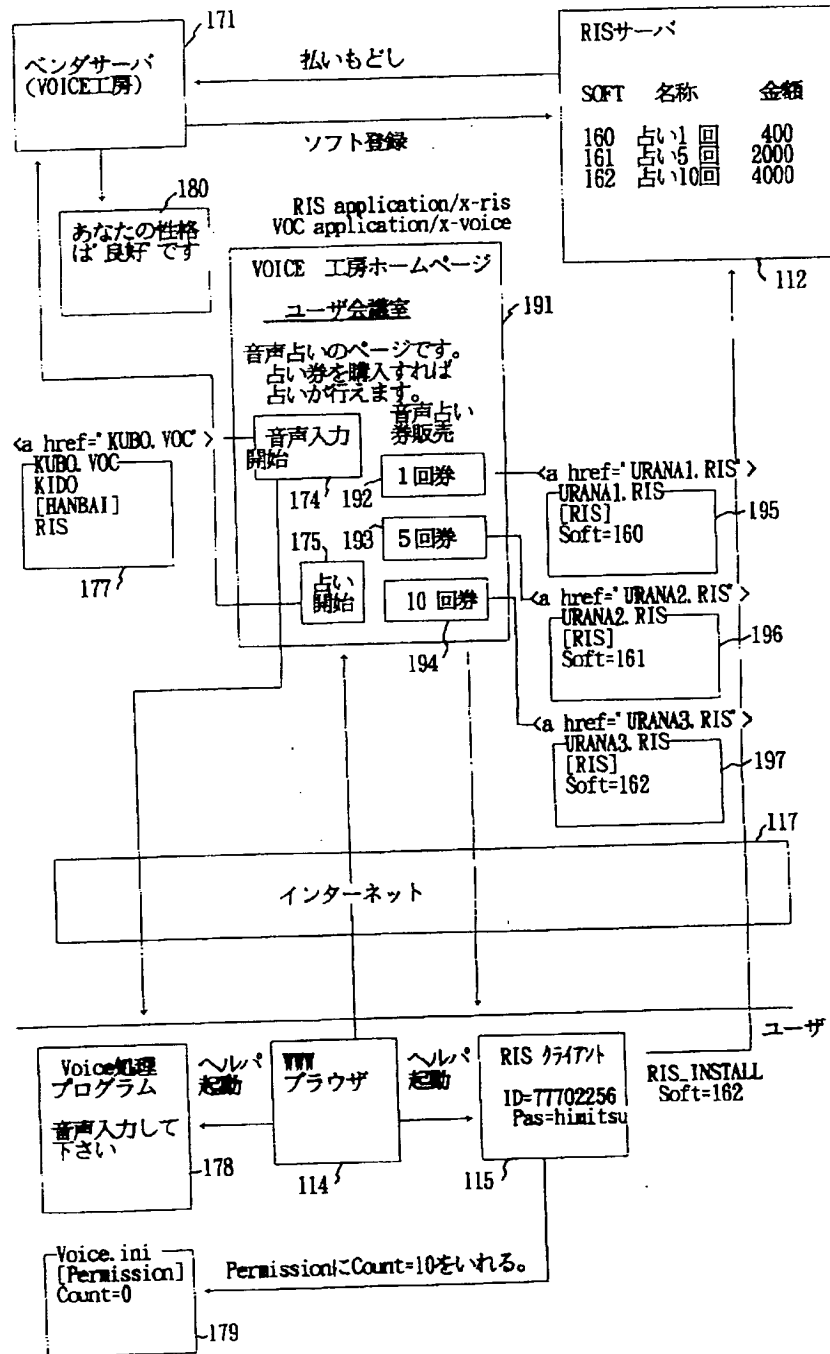 171
ベンダサーバ
(VOICE工房)
払いもどし
ソフト登録
RISサーバ
SOFT 名称 金額
160 占い1 回 400
161 占い5 回 2000
162 占い10回 4000
112
180
あなたの性格
は"良好"です
RIS application/x-ris
VOC application/x-voice
VOICE 工房ホームページ
191
ユーザ会議室
音声占いのページです。
占い券を購入すれば
占いが行えます。
音声占い
券販売
<a href="KUBO.VOC">
KUBO.VOC
KIDO
[HANBAI]
RIS
177
音声入力
開始
174
192
1回券
193
5回券
175
占い
開始
10 回券
194
<a href="URANA1.RIS">
URANA1.RIS
[RIS]
Soft=160
195
<a href="URANA2.RIS">
URANA2.RIS
[RIS]
Soft=161
196
<a href="URANA3.RIS">
URANA3.RIS
[RIS]
Soft=162
197
117
インターネット
ユーザ
Voice処理
プログラム
音声入力して
下さい
178
ヘルパ
起動
WWW
ブラウザ
114
ヘルパ
起動
RIS クライアント
ID=77702256
Pas=himitsu
115
RIS_INSTALL
Soft=162
Voice.ini
[Permission]
Count=0
179
PermissionにCount=10をいれる。